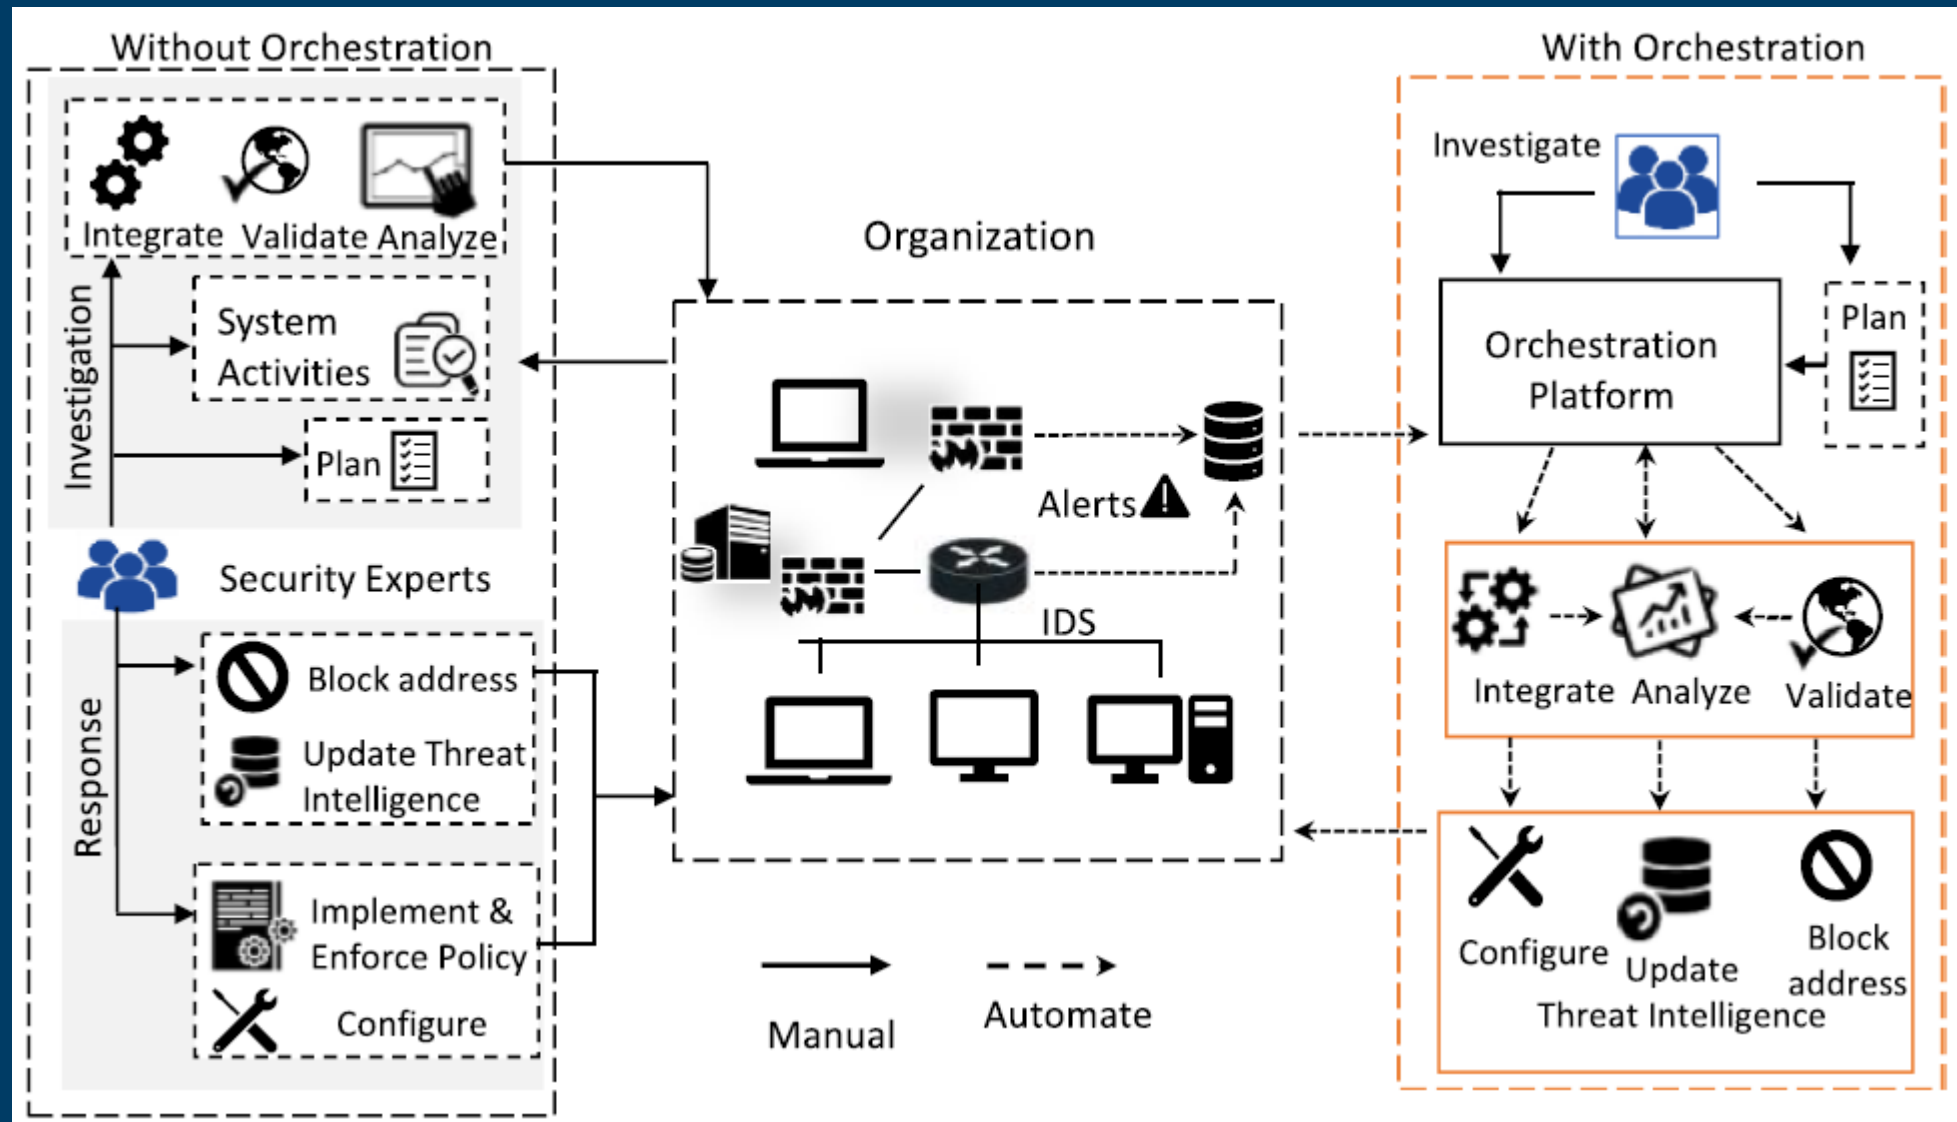 Without Orchestration
Integrate Validate Analyze
Investigation
System
Activities
Plan
Security Experts
Response
Block address
Update Threat
Intelligence
Implement &
Enforce Policy
Configure
Organization
Alerts
IDS
Manual
Automate
With Orchestration
Investigate
Orchestration
Platform
Plan
Integrate Analyze Validate
Configure
Update
Threat Intelligence
Block
address